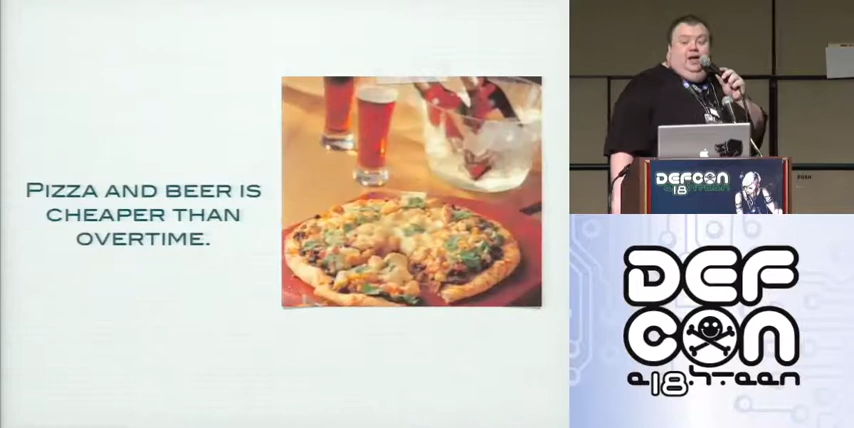 PIZZA AND BEER IS
CHEAPER THAN
OVERTIME.
DEFCON
18
DEF
CON
18